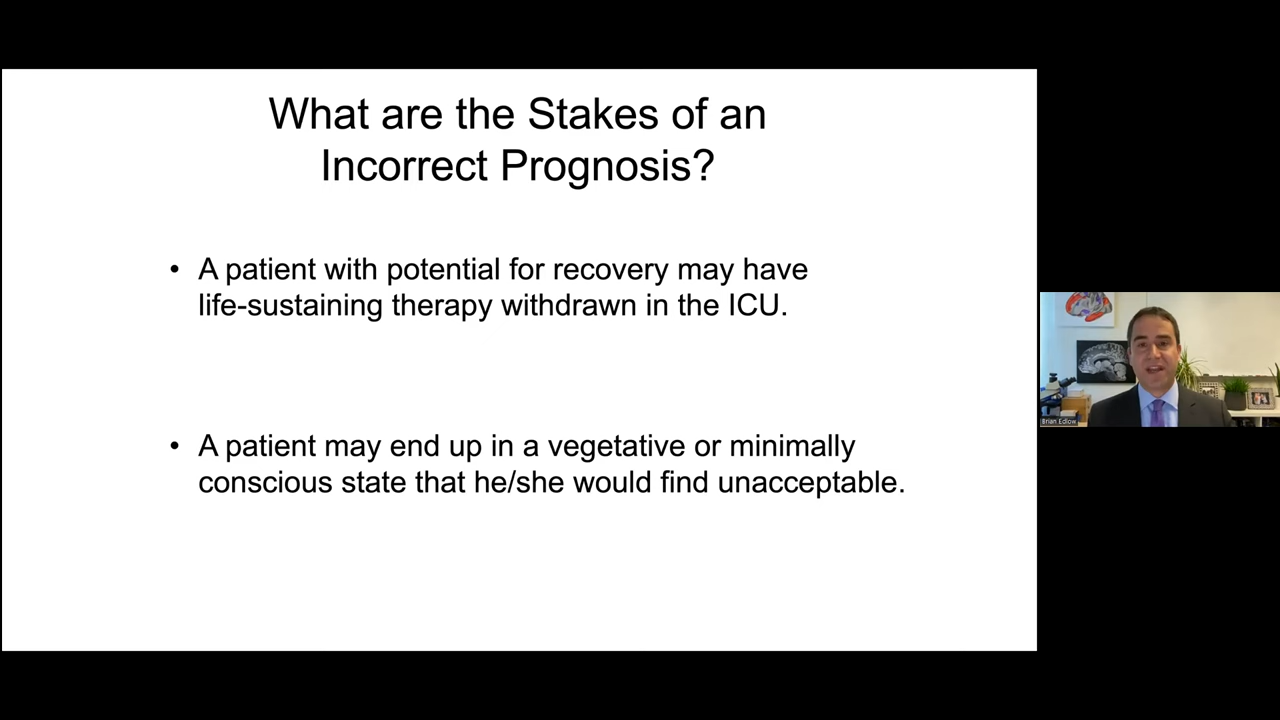 What are the Stakes of an
Incorrect Prognosis?
• A patient with potential for recovery may have
life-sustaining therapy withdrawn in the ICU.
• A patient may end up in a vegetative or minimally
conscious state that he/she would find unacceptable.
Brian Edlow